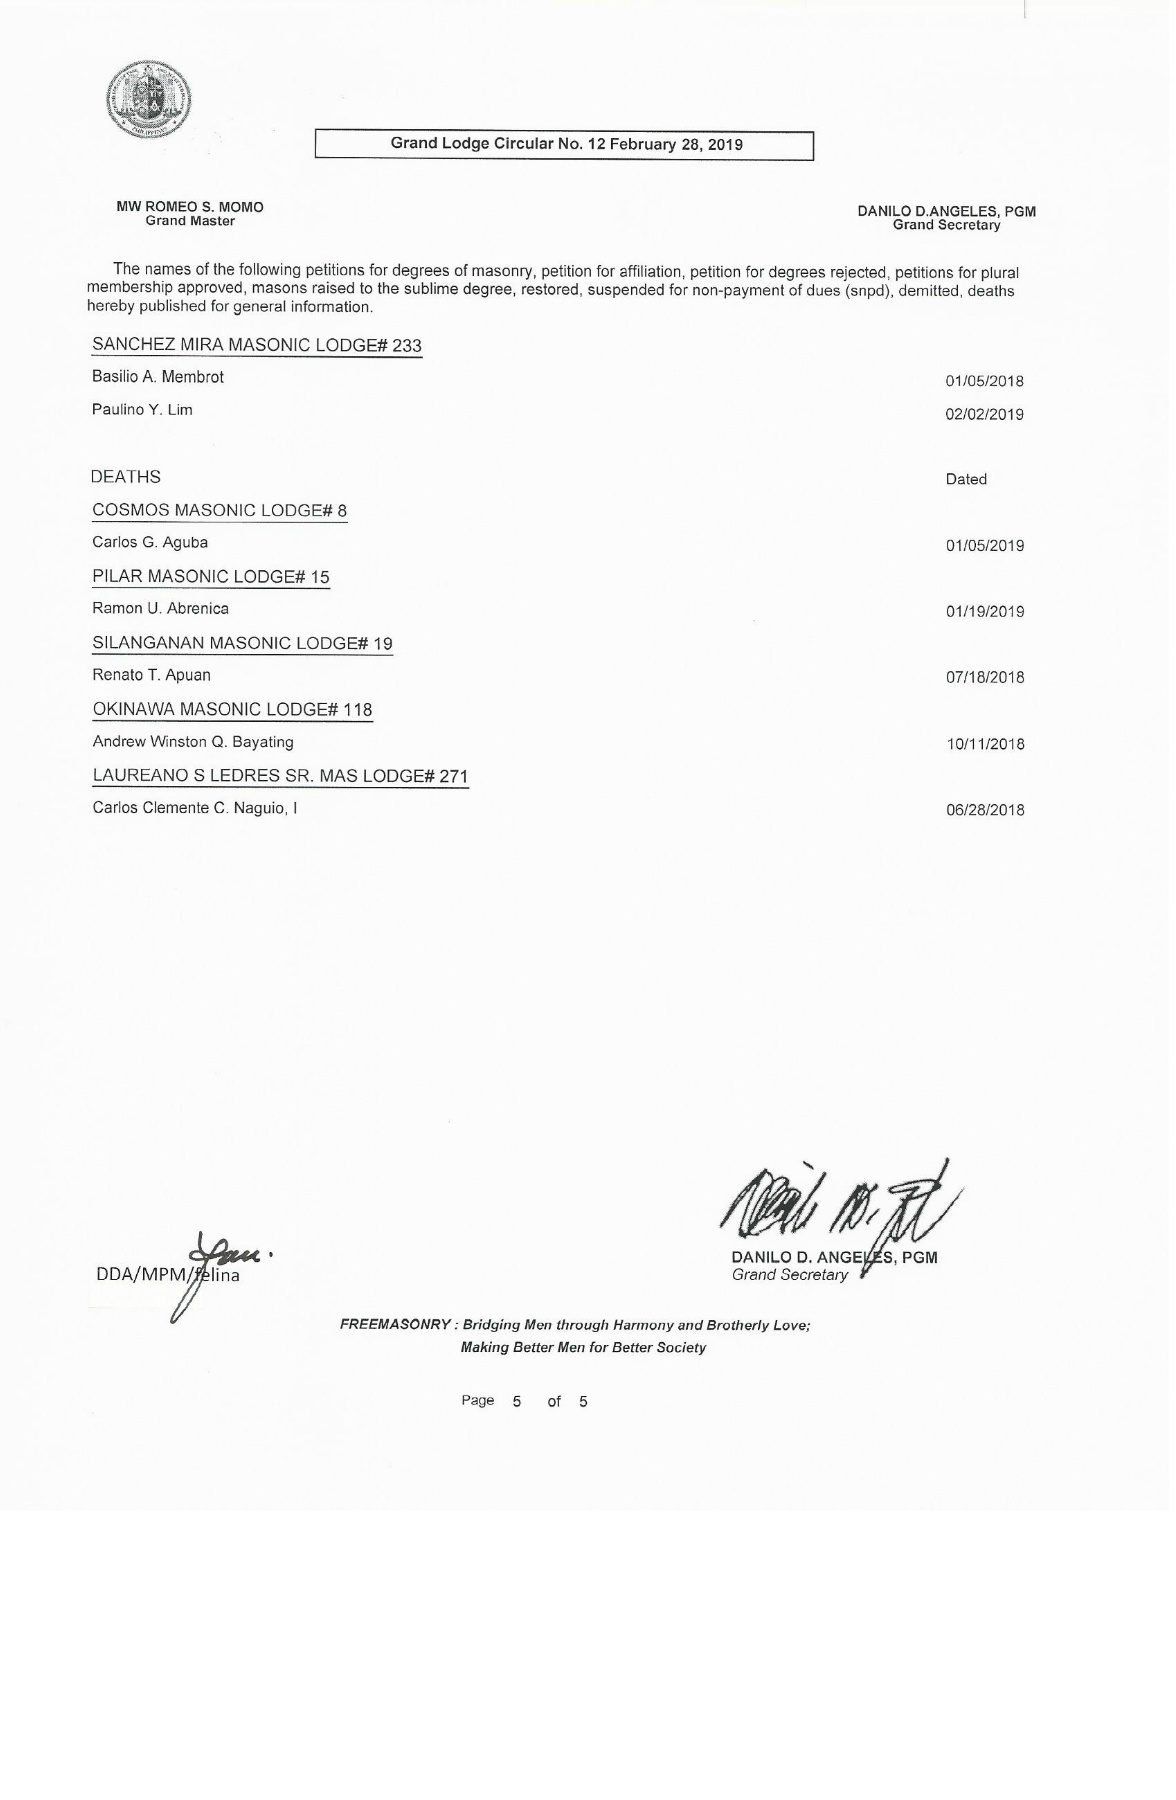 PHILIPPINES
Grand Lodge Circular No. 12 February 28, 2019
MW ROMEO S. MOMO
Grand Master
DANILO D.ANGELES, PGM
Grand Secretary
The names of the following petitions for degrees of masonry, petition for affiliation, petition for degrees rejected, petitions for plural
membership approved, masons raised to the sublime degree, restored, suspended for non-payment of dues (snpd), demitted, deaths
hereby published for general information.
SANCHEZ MIRA MASONIC LODGE# 233
Basilio A. Membrot 01/05/2018
Paulino Y. Lim 02/02/2019
DEATHS Dated
COSMOS MASONIC LODGE# 8
Carlos G. Aguba 01/05/2019
PILAR MASONIC LODGE# 15
Ramon U. Abrenica 01/19/2019
SILANGANAN MASONIC LODGE# 19
Renato T. Apuan 07/18/2018
OKINAWA MASONIC LODGE# 118
Andrew Winston Q. Bayating 10/11/2018
LAUREANO S LEDRES SR. MAS LODGE# 271
Carlos Clemente C. Naguio, I 06/28/2018
DANILO D. ANGELES, PGM
Grand Secretary
DDA/MPM/felina
FREEMASONRY : Bridging Men through Harmony and Brotherly Love;
Making Better Men for Better Society
Page 5 of 5